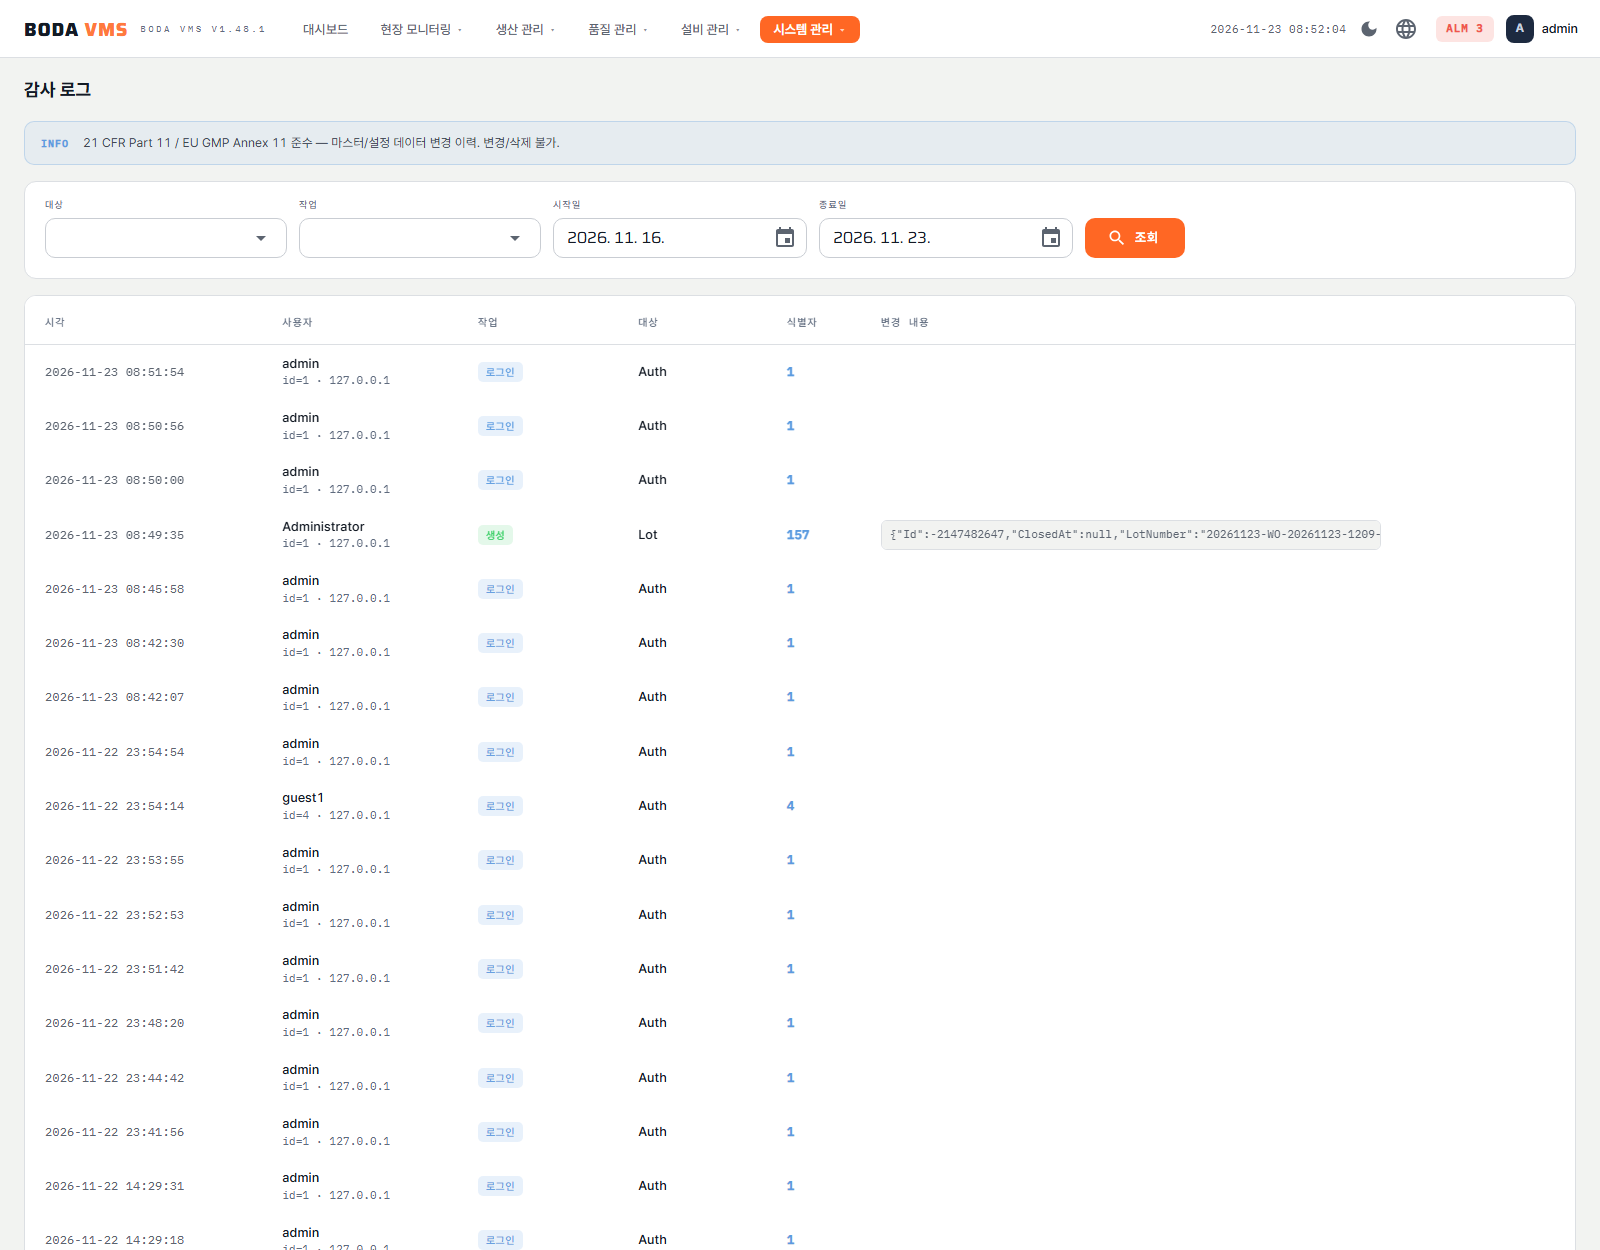 BODA VMS BODA VMS V1.48.1 대시보드 현장 모니터링 생산 관리 품질 관리 설비 관리 시스템 관리 2026-11-23 08:52:04 ALM 3 A admin
감사 로그
INFO 21 CFR Part 11 / EU GMP Annex 11 준수 — 마스터/설정 데이터 변경 이력. 변경/삭제 불가.
대상 작업 시작일 종료일
2026. 11. 16. 2026. 11. 23. 조회
시각 사용자 작업 대상 식별자 변경 내용
2026-11-23 08:51:54 admin 로그인 Auth 1
id=1 · 127.0.0.1
2026-11-23 08:50:56 admin 로그인 Auth 1
id=1 · 127.0.0.1
2026-11-23 08:50:00 admin 로그인 Auth 1
id=1 · 127.0.0.1
2026-11-23 08:49:35 Administrator 생성 Lot 157 {"Id":-2147482647,"ClosedAt":null,"LotNumber":"20261123-WO-20261123-1209-
id=1 · 127.0.0.1
2026-11-23 08:45:58 admin 로그인 Auth 1
id=1 · 127.0.0.1
2026-11-23 08:42:30 admin 로그인 Auth 1
id=1 · 127.0.0.1
2026-11-23 08:42:07 admin 로그인 Auth 1
id=1 · 127.0.0.1
2026-11-22 23:54:54 admin 로그인 Auth 1
id=1 · 127.0.0.1
2026-11-22 23:54:14 guest1 로그인 Auth 4
id=4 · 127.0.0.1
2026-11-22 23:53:55 admin 로그인 Auth 1
id=1 · 127.0.0.1
2026-11-22 23:52:53 admin 로그인 Auth 1
id=1 · 127.0.0.1
2026-11-22 23:51:42 admin 로그인 Auth 1
id=1 · 127.0.0.1
2026-11-22 23:48:20 admin 로그인 Auth 1
id=1 · 127.0.0.1
2026-11-22 23:44:42 admin 로그인 Auth 1
id=1 · 127.0.0.1
2026-11-22 23:41:56 admin 로그인 Auth 1
id=1 · 127.0.0.1
2026-11-22 14:29:31 admin 로그인 Auth 1
id=1 · 127.0.0.1
2026-11-22 14:29:18 admin 로그인 Auth 1
id=1 · 127.0.0.1